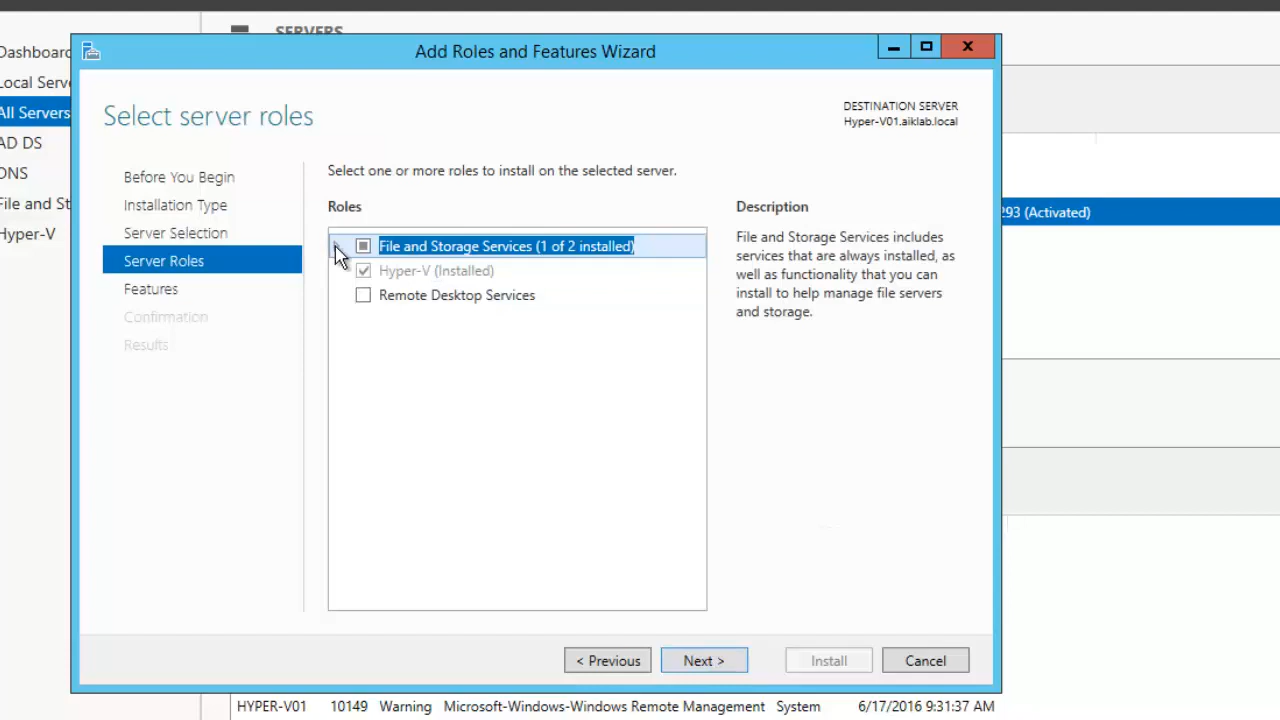 SERVERS
Dashboard
Local Serve
All Servers
AD DS
DNS
File and St
Hyper-V
Add Roles and Features Wizard
Select server roles
DESTINATION SERVER
Hyper-V01.aiklab.local
Before You Begin
Installation Type
Server Selection
Server Roles
Features
Confirmation
Results
Select one or more roles to install on the selected server.
Roles
File and Storage Services (1 of 2 installed)
Hyper-V (Installed)
Remote Desktop Services
Description
File and Storage Services includes
services that are always installed, as
well as functionality that you can
install to help manage file servers
and storage.
293 (Activated)
< Previous
Next >
Install
Cancel
HYPER-V01 10149 Warning Microsoft-Windows-Windows Remote Management System 6/17/2016 9:31:37 AM